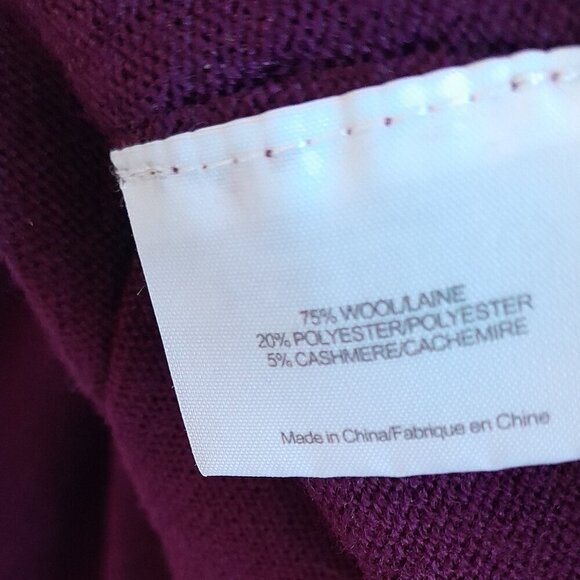 75% WOOL/LAINE
20% POLYESTER/POLYESTER
5% CASHMERE/CACHEMIRE
Made in China/Fabrique en Chine